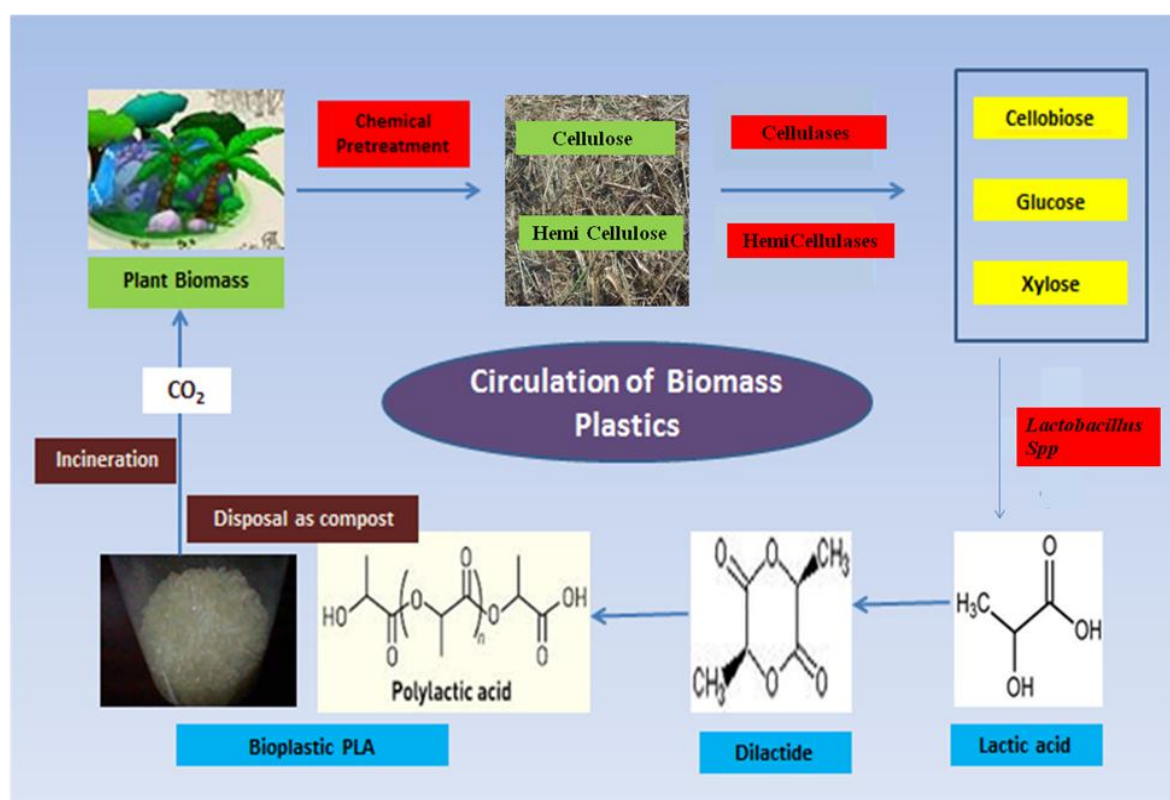 Chemical
Pretreatment
Cellulose
Hemi Cellulose
Cellulases
HemiCellulases
Cellobiose
Glucose
Xylose
Plant Biomass
CO₂
Circulation of Biomass
Plastics
Lactobacillus
Spp
Incineration
Disposal as compost
HO
O
O
O
n
O
O
OH
Polylactic acid
O
O
CH₃
CH₃
O
O
H₃C
O
OH
OH
Bioplastic PLA
Dilactide
Lactic acid